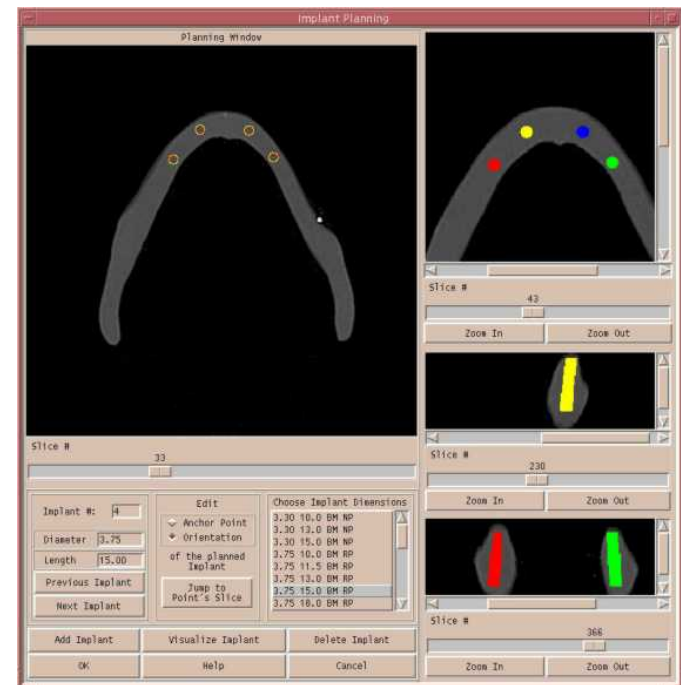 Implant Planning
Planning Window
Slice #
33
Implant #: 4
Diameter 3.75
Length 15.00
Previous Implant
Next Implant
Edit
Anchor Point
Orientation
of the planned
Implant
Jump to
Point's Slice
Choose Implant Dimensions
3.30 10.0 BM NP
3.30 13.0 BM NP
3.30 15.0 BM NP
3.75 10.0 BM RP
3.75 11.5 BM RP
3.75 13.0 BM RP
3.75 15.0 BM RP
3.75 18.0 BM RP
Add Implant
Visualize Implant
Delete Implant
OK
Help
Cancel
Slice #
43
Zoom In
Zoom Out
Slice #
230
Zoom In
Zoom Out
Slice #
366
Zoom In
Zoom Out